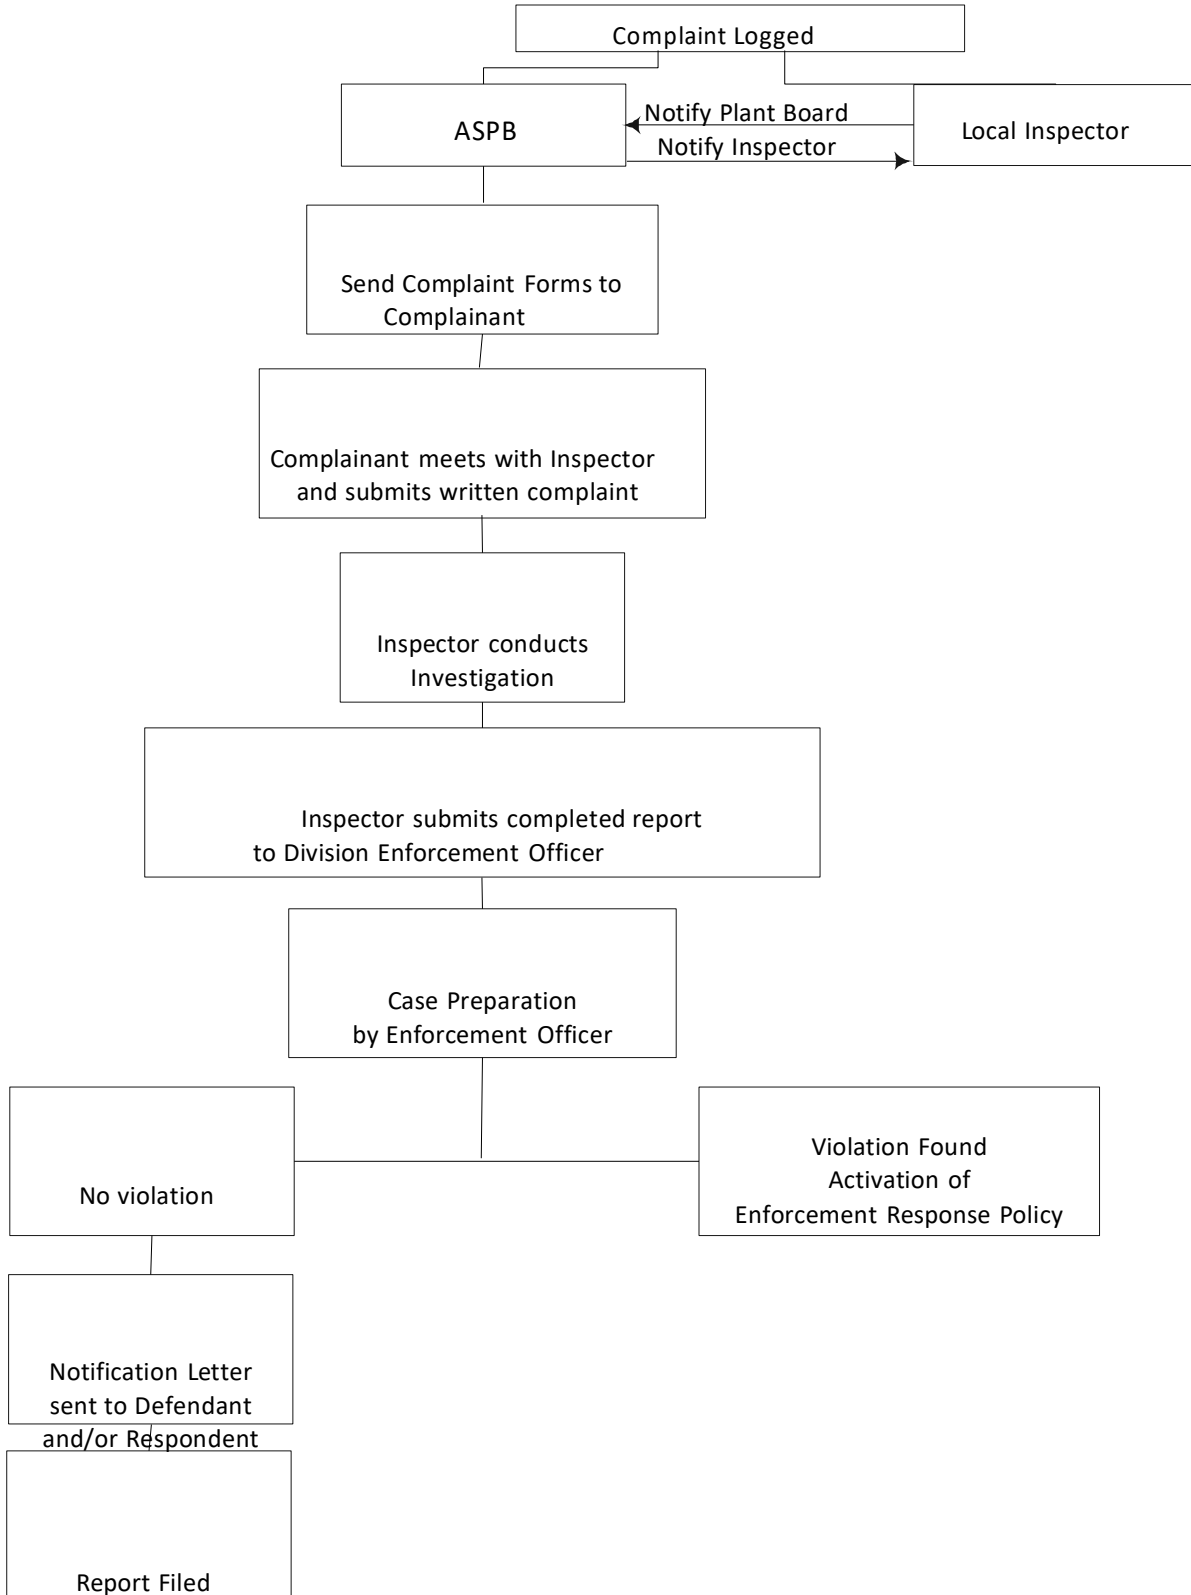 Complaint Logged
ASPB
Notify Plant Board
Notify Inspector
Local Inspector
Send Complaint Forms to
Complainant
Complainant meets with Inspector
and submits written complaint
Inspector conducts
Investigation
Inspector submits completed report
to Division Enforcement Officer
Case Preparation
by Enforcement Officer
No violation
Violation Found
Activation of
Enforcement Response Policy
Notification Letter
sent to Defendant
and/or Respondent
Report Filed